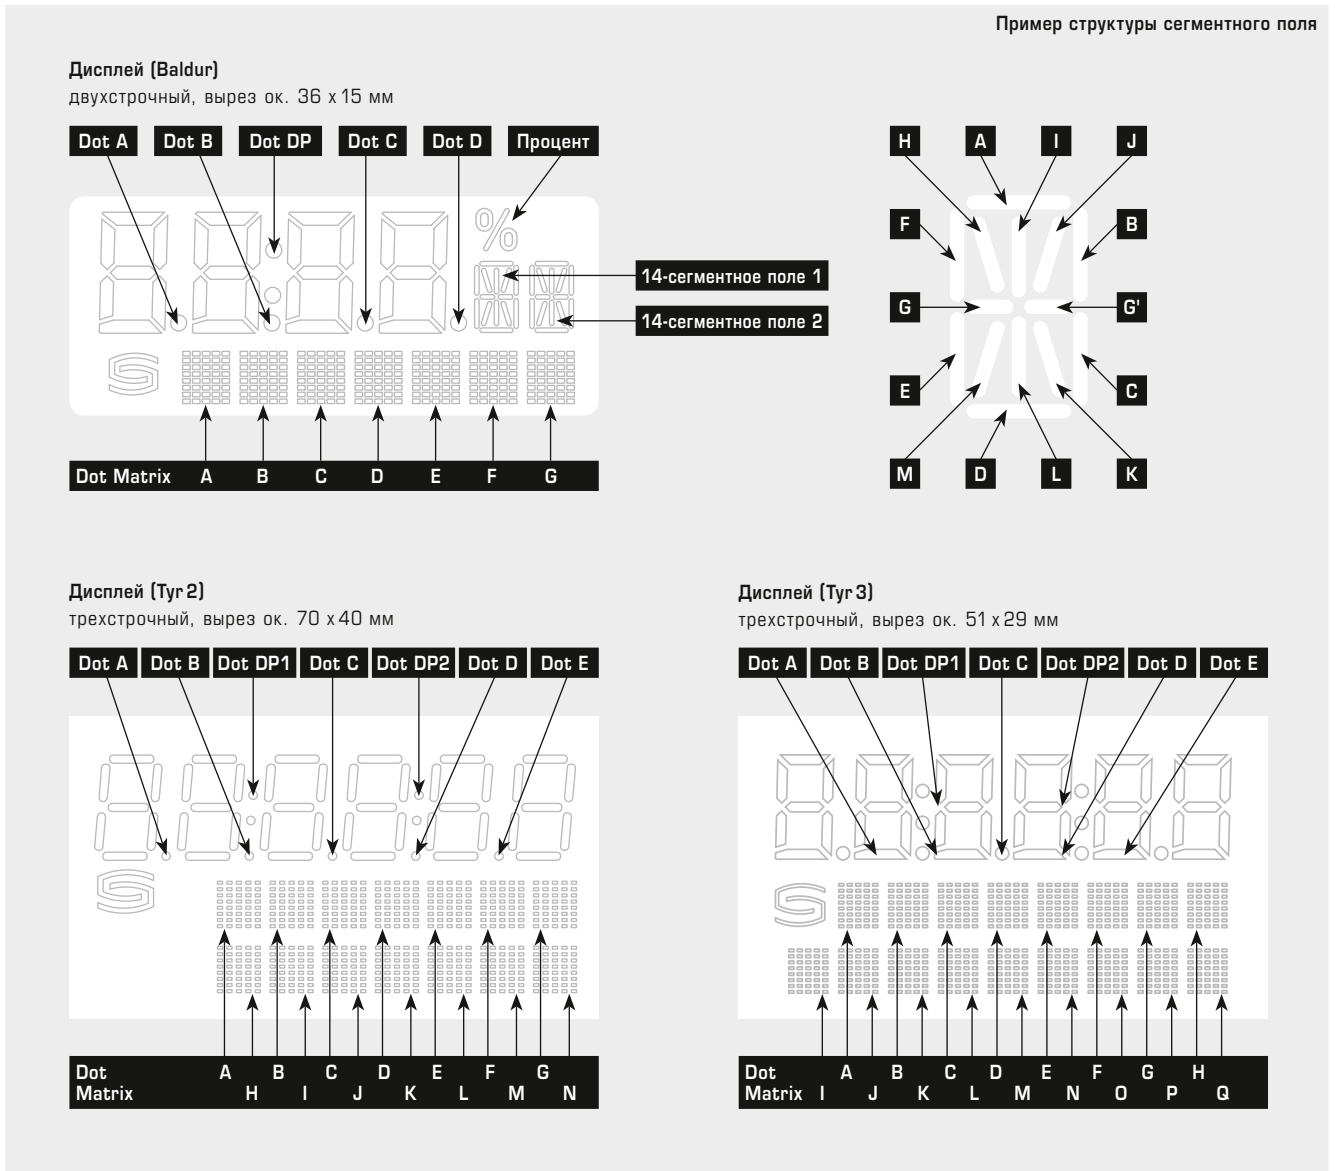 Пример структуры сегментного поля
Дисплей (Baldur)
двухстрочный, вырез ок. 36 x 15 мм
Dot A Dot B Dot DP Dot C Dot D Процент
H A I J
%
F B
14-сегментное поле 1
G G'
14-сегментное поле 2
E C
Dot Matrix A B C D E F G
M D L K
Дисплей (Tyr 2)
трехстрочный, вырез ок. 70 x 40 мм
Dot A Dot B Dot DP1 Dot C Dot DP2 Dot D Dot E
Dot A B C D E F G
Matrix H I J K L M N
Дисплей (Tyr 3)
трехстрочный, вырез ок. 51 x 29 мм
Dot A Dot B Dot DP1 Dot C Dot DP2 Dot D Dot E
Dot A B C D E F G H
Matrix I J K L M N O P Q